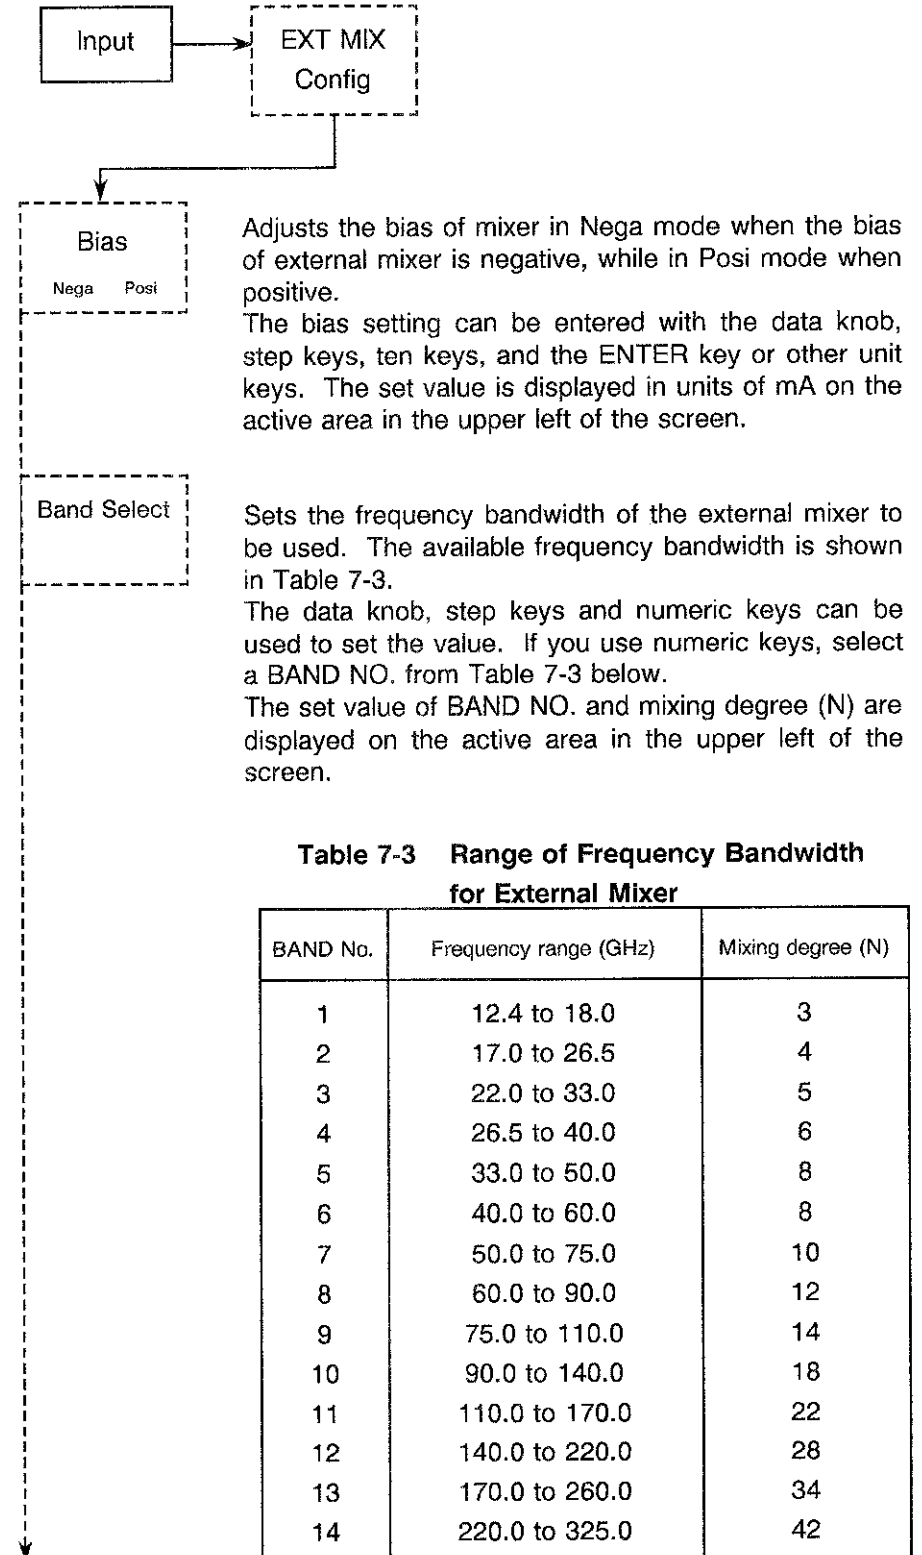 Input
EXT MIX
Config
Bias
Nega Posi
Adjusts the bias of mixer in Nega mode when the bias
of external mixer is negative, while in Posi mode when
positive.
The bias setting can be entered with the data knob,
step keys, ten keys, and the ENTER key or other unit
keys. The set value is displayed in units of mA on the
active area in the upper left of the screen.
Band Select
Sets the frequency bandwidth of the external mixer to
be used. The available frequency bandwidth is shown
in Table 7-3.
The data knob, step keys and numeric keys can be
used to set the value. If you use numeric keys, select
a BAND NO. from Table 7-3 below.
The set value of BAND NO. and mixing degree (N) are
displayed on the active area in the upper left of the
screen.
Table 7-3 Range of Frequency Bandwidth
for External Mixer
BAND No. Frequency range (GHz) Mixing degree (N)
1 12.4 to 18.0 3
2 17.0 to 26.5 4
3 22.0 to 33.0 5
4 26.5 to 40.0 6
5 33.0 to 50.0 8
6 40.0 to 60.0 8
7 50.0 to 75.0 10
8 60.0 to 90.0 12
9 75.0 to 110.0 14
10 90.0 to 140.0 18
11 110.0 to 170.0 22
12 140.0 to 220.0 28
13 170.0 to 260.0 34
14 220.0 to 325.0 42